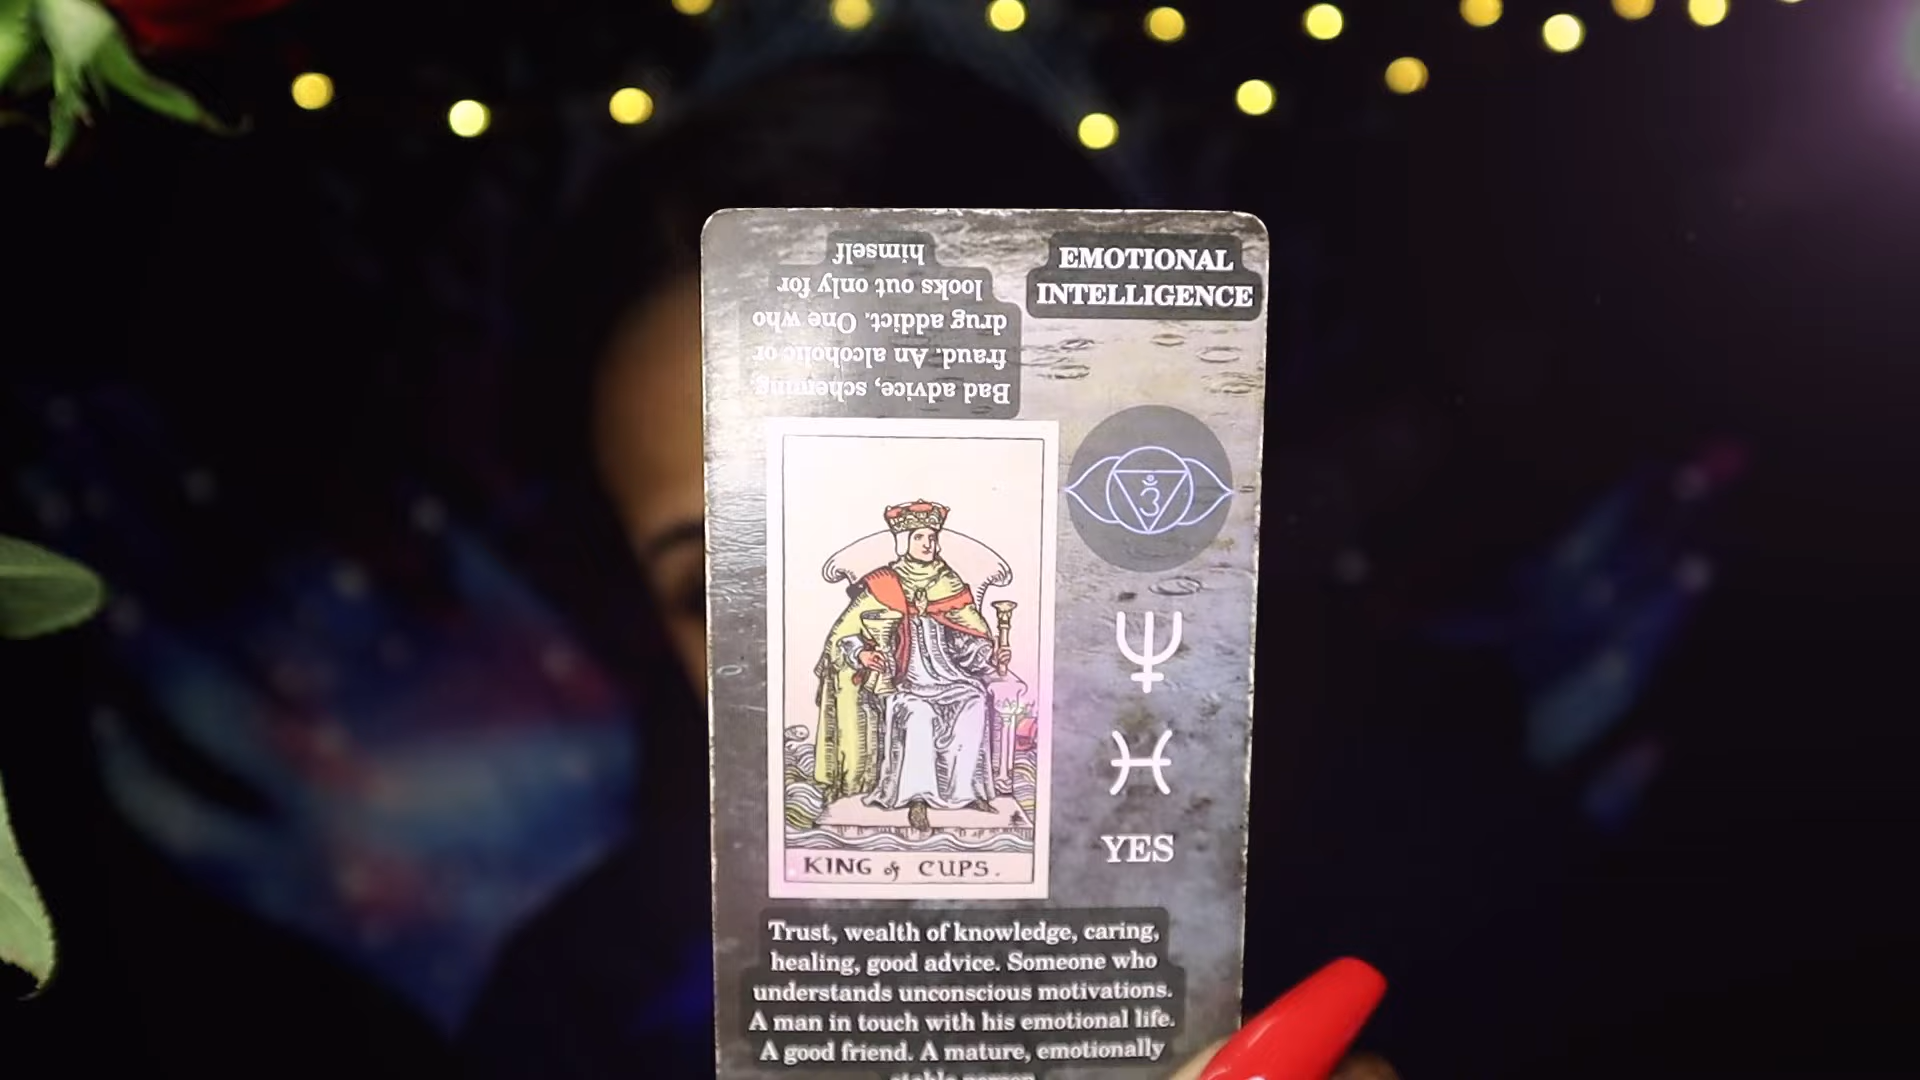 EMOTIONAL
INTELLIGENCE
Bad advice, scheming,
fraud. An alcoholic or
drug addict. One who
looks out only for
himself
YES
KING of CUPS.
Trust, wealth of knowledge, caring,
healing, good advice. Someone who
understands unconscious motivations.
A man in touch with his emotional life.
A good friend. A mature, emotionally
stable person